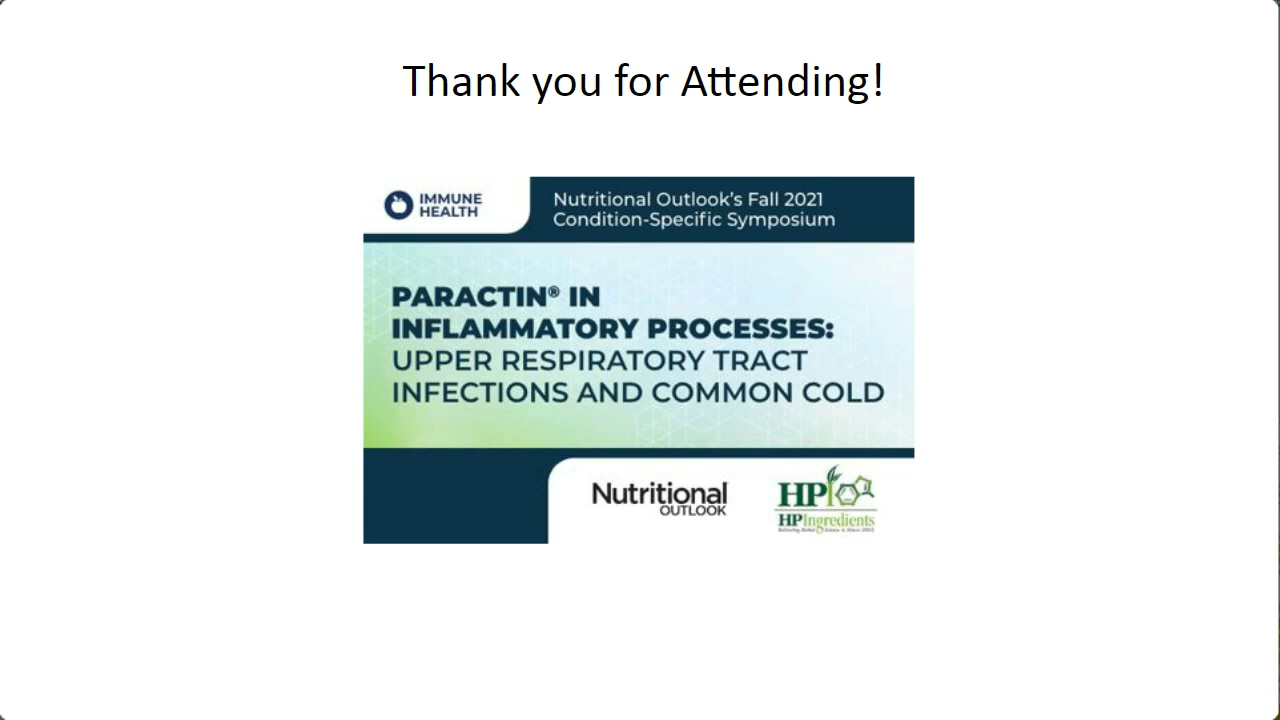 Thank you for Attending!
IMMUNE
HEALTH
Nutritional Outlook's Fall 2021
Condition-Specific Symposium
PARACTIN® IN
INFLAMMATORY PROCESSES:
UPPER RESPIRATORY TRACT
INFECTIONS AND COMMON COLD
Nutritional
OUTLOOK
HP
HPIngredients